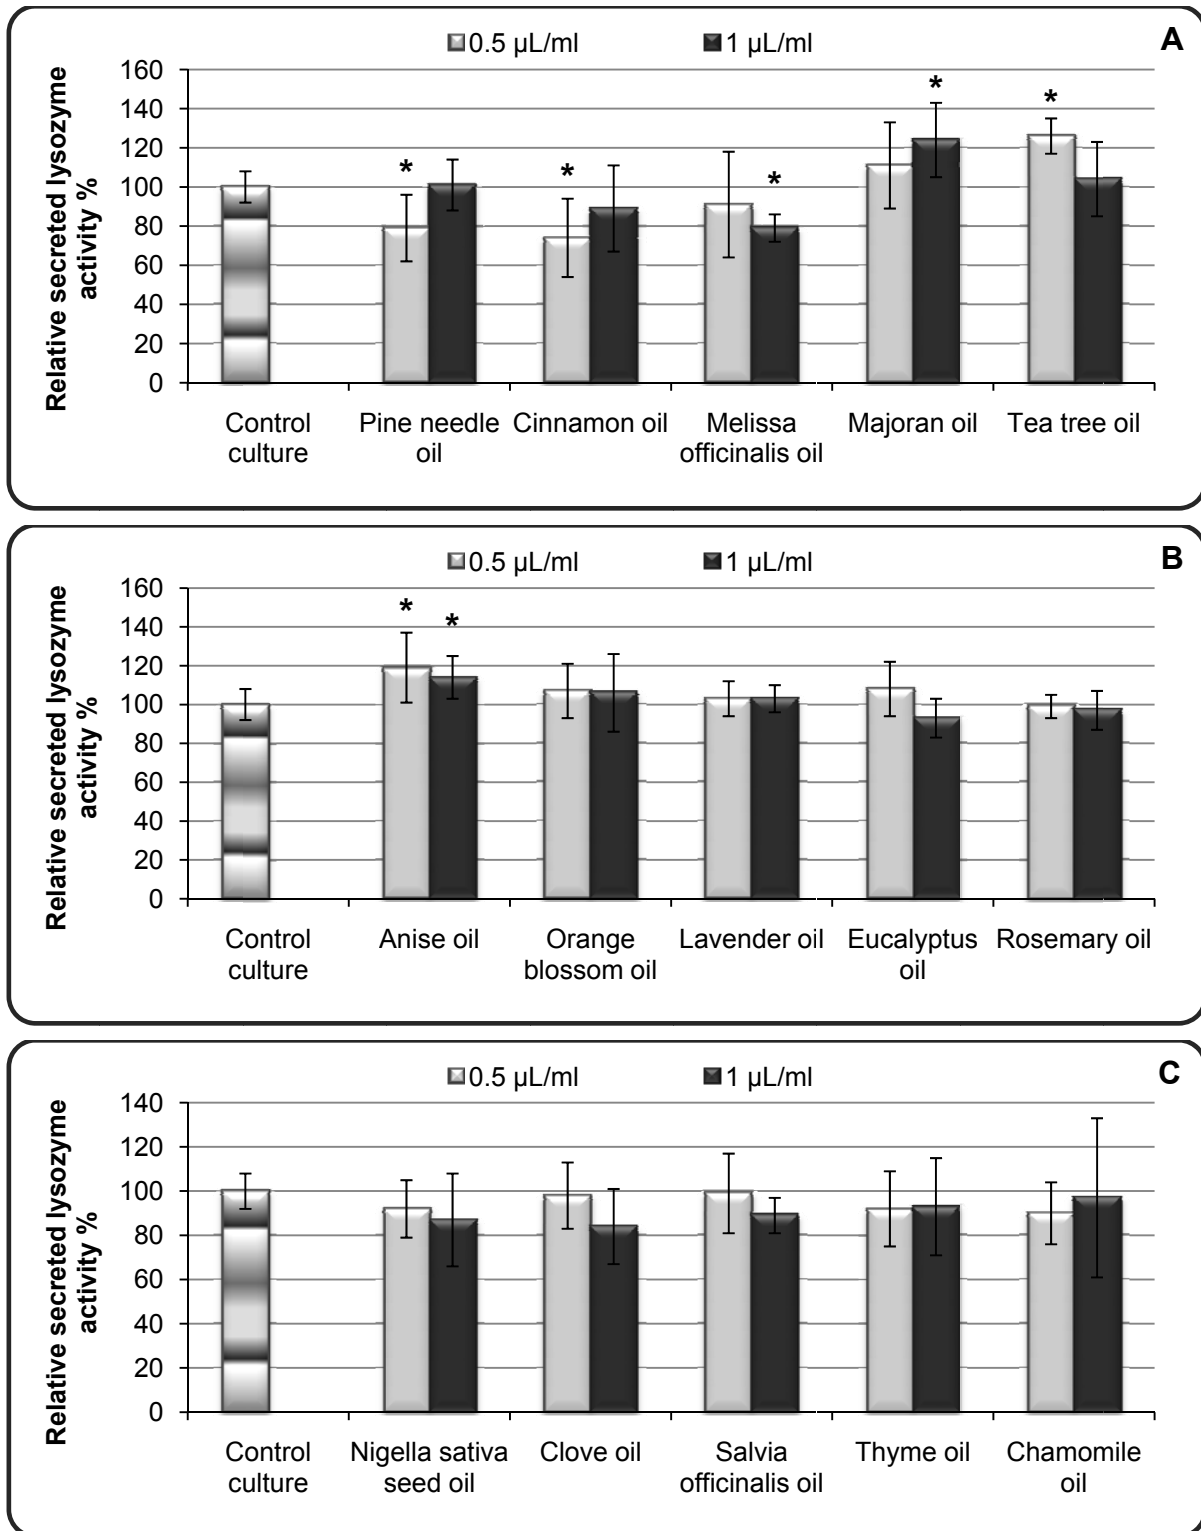 A
0.5 µL/ml 1 µL/ml
Relative secreted lysozyme
activity %
160
140
120
100
80
60
40
20
0
* * * * *
Control
culture
Pine needle
oil
Cinnamon oil
Melissa
officinalis oil
Majoran oil
Tea tree oil
B
0.5 µL/ml 1 µL/ml
Relative secreted lysozyme
activity %
160
140
120
100
80
60
40
20
0
* *
Control
culture
Anise oil
Orange
blossom oil
Lavender oil
Eucalyptus
oil
Rosemary oil
C
0.5 µL/ml 1 µL/ml
Relative secreted lysozyme
activity %
140
120
100
80
60
40
20
0
Control
culture
Nigella sativa
seed oil
Clove oil
Salvia
officinalis oil
Thyme oil
Chamomile
oil